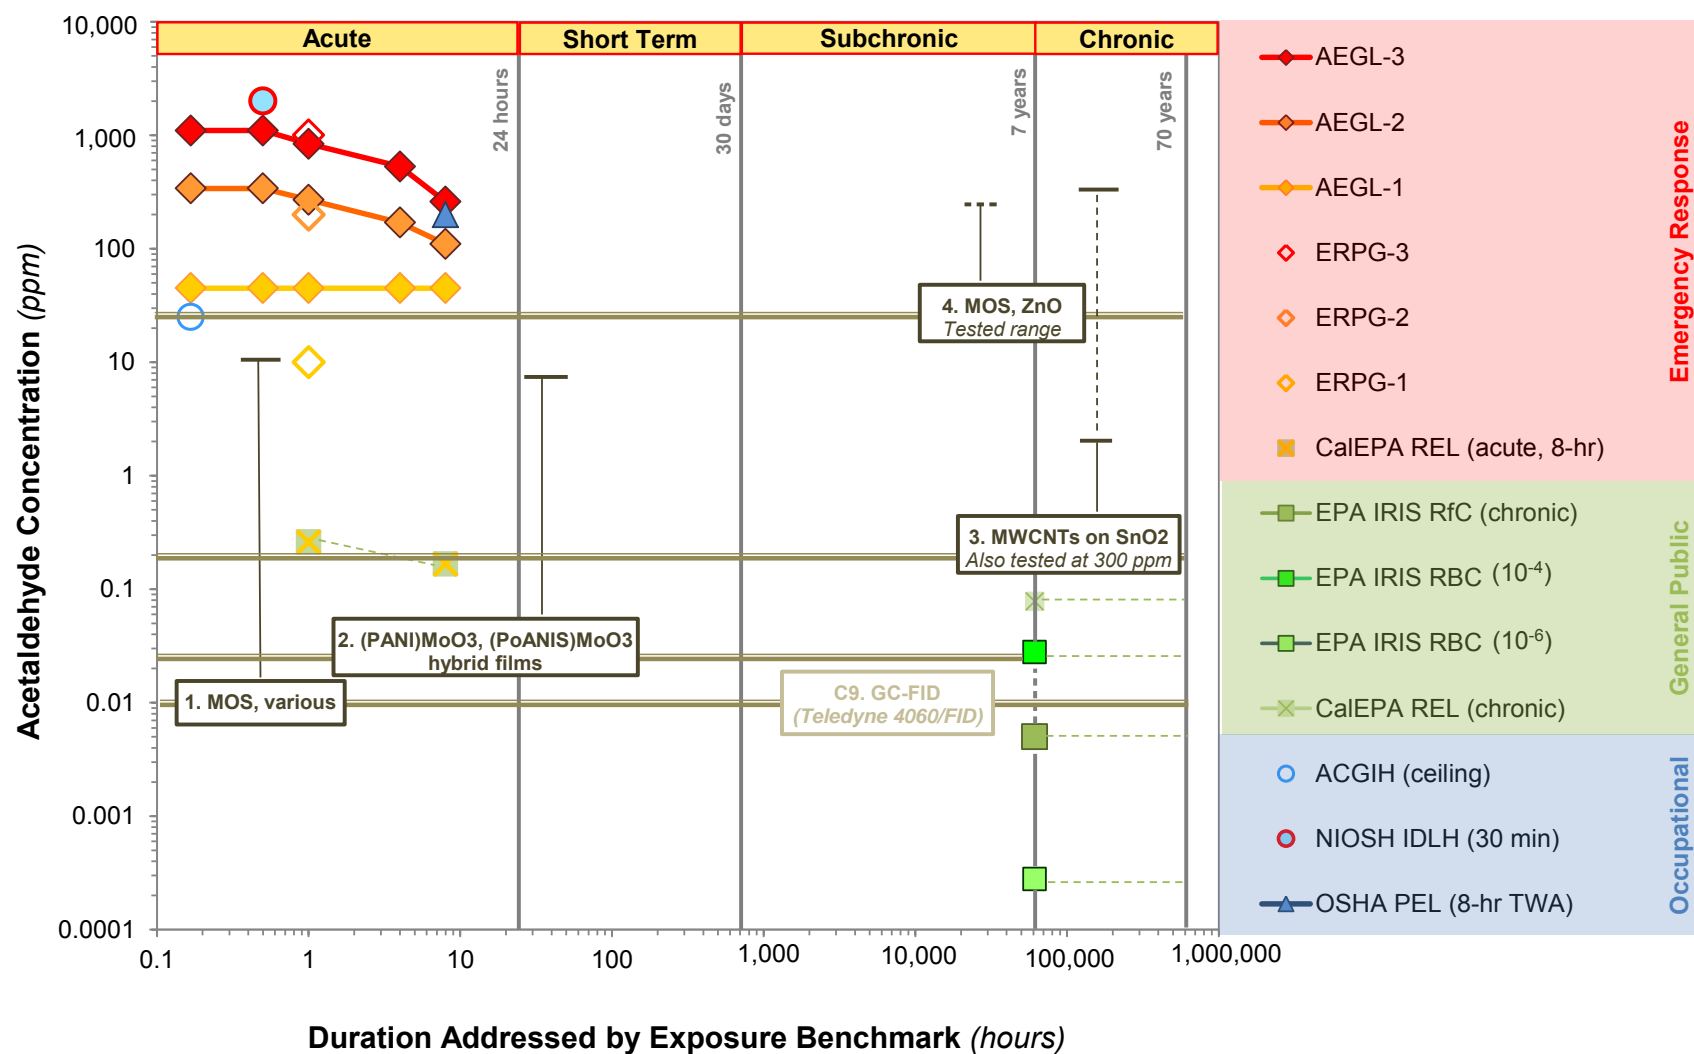 Acute
Short Term
Subchronic
Chronic
24 hours
30 days
7 years
70 years
10,000
1,000
100
10
1
0.1
0.01
0.001
0.0001
Acetaldehyde Concentration (ppm)
4. MOS, ZnO
Tested range
3. MWCNTs on SnO2
Also tested at 300 ppm
2. (PANI)MoO3, (PoANIS)MoO3
hybrid films
1. MOS, various
C9. GC-FID
(Teledyne 4060/FID)
0.1
1
10
100
1,000
10,000
100,000
1,000,000
Duration Addressed by Exposure Benchmark (hours)
AEGL-3
AEGL-2
AEGL-1
ERPG-3
ERPG-2
ERPG-1
CalEPA REL (acute, 8-hr)
Emergency Response
EPA IRIS RfC (chronic)
EPA IRIS RBC (10⁻⁴)
EPA IRIS RBC (10⁻⁶)
CalEPA REL (chronic)
General Public
ACGIH (ceiling)
NIOSH IDLH (30 min)
OSHA PEL (8-hr TWA)
Occupational